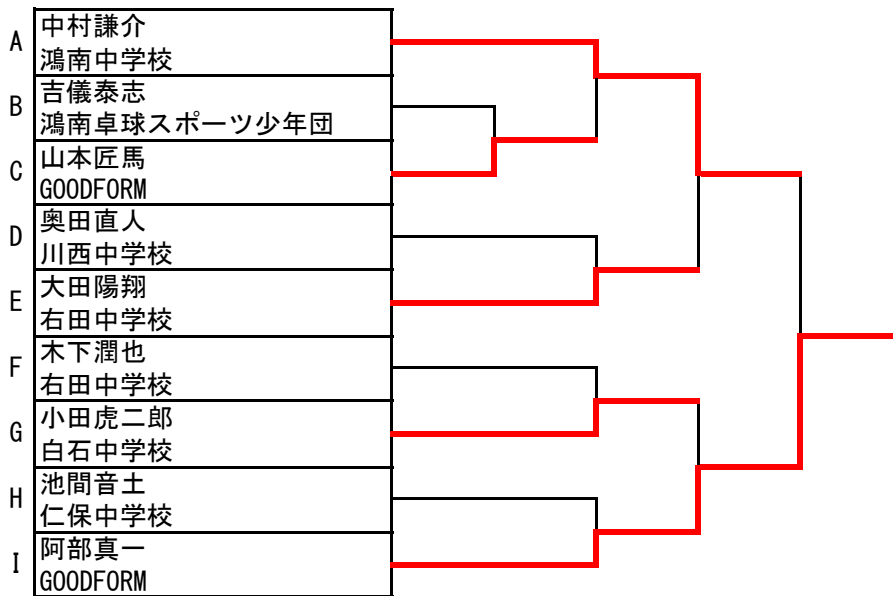 A
中村謙介
鴻南中学校
B
吉儀泰志
鴻南卓球スポーツ少年団
C
山本匠馬
GOODFORM
D
奥田直人
川西中学校
E
大田陽翔
右田中学校
F
木下潤也
右田中学校
G
小田虎二郎
白石中学校
H
池間音土
仁保中学校
I
阿部真一
GOODFORM